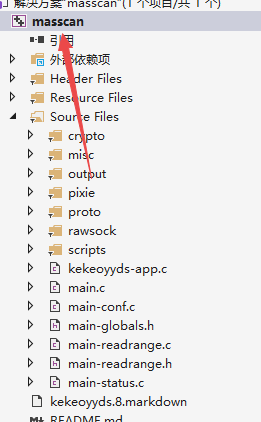 解决方案"masscan"(1 个项目/共 1 个)
masscan
引用
外部依赖项
Header Files
Resource Files
Source Files
crypto
misc
output
pixie
proto
rawsock
scripts
kekeoyyds-app.c
main.c
main-conf.c
main-globals.h
main-readrange.c
main-readrange.h
main-status.c
kekeoyyds.8.markdown
README.md